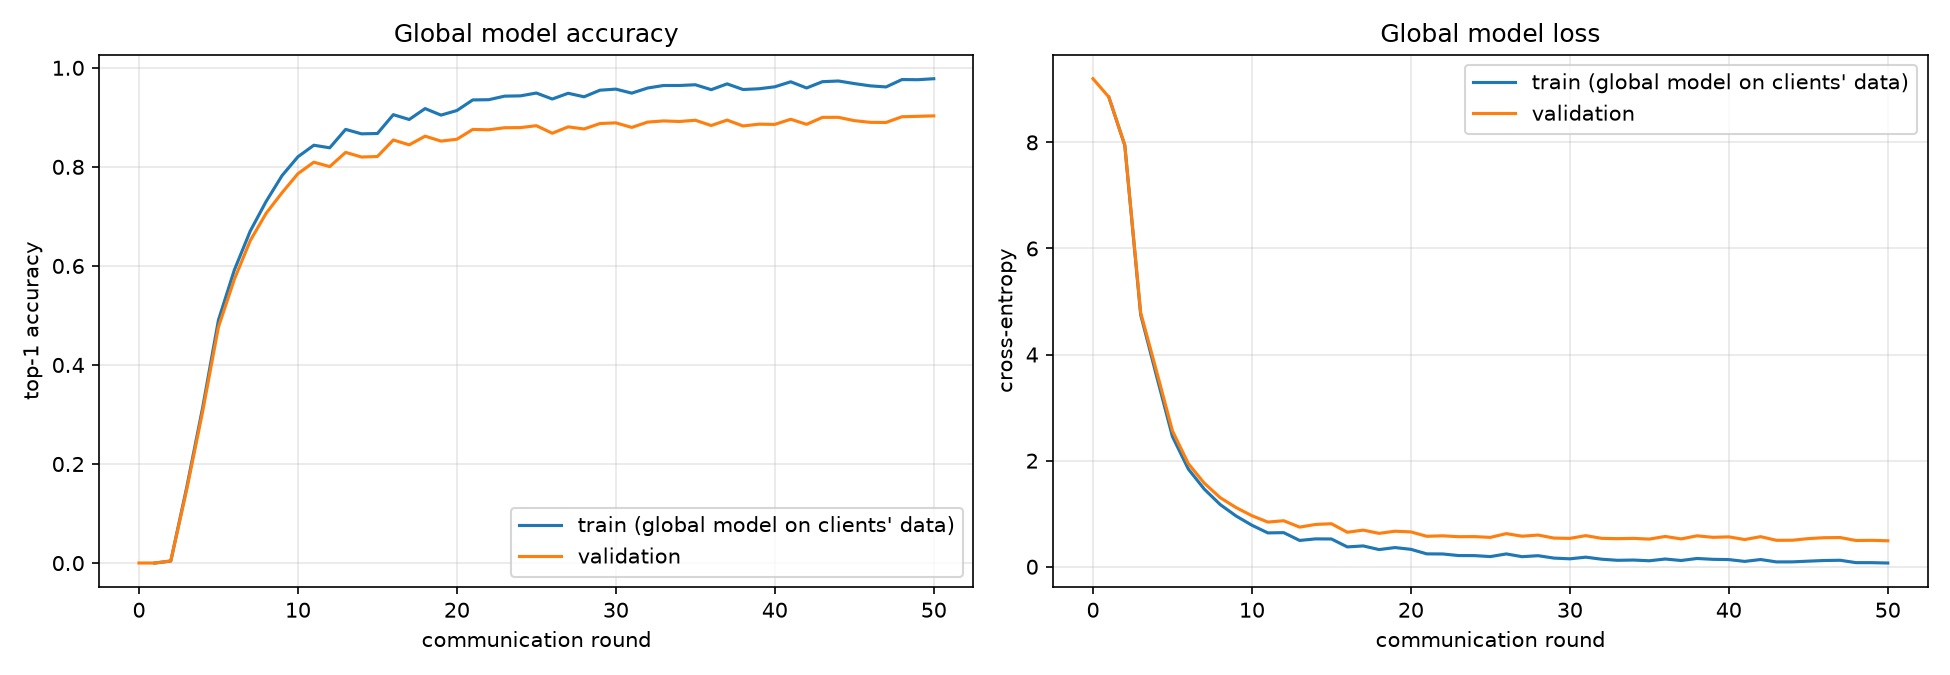 Global model accuracy
top-1 accuracy
1.0
0.8
0.6
0.4
0.2
0.0
train (global model on clients' data)
validation
0 10 20 30 40 50
communication round
Global model loss
cross-entropy
8
6
4
2
0
train (global model on clients' data)
validation
0 10 20 30 40 50
communication round